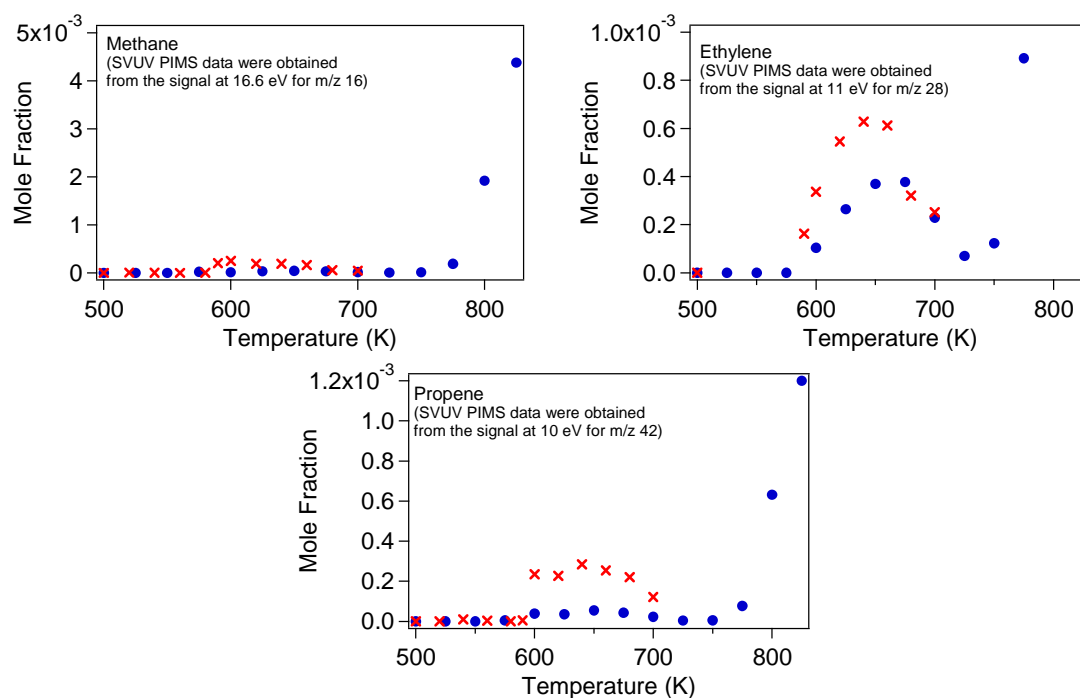 5x10-3
Methane
(SVUV PIMS data were obtained
from the signal at 16.6 eV for m/z 16)
4
3
2
1
0
Mole Fraction
500
600
700
800
Temperature (K)
1.0x10-3
Ethylene
(SVUV PIMS data were obtained
from the signal at 11 eV for m/z 28)
0.8
0.6
0.4
0.2
0.0
Mole Fraction
500
600
700
800
Temperature (K)
1.2x10-3
Propene
(SVUV PIMS data were obtained
from the signal at 10 eV for m/z 42)
1.0
0.8
0.6
0.4
0.2
0.0
Mole Fraction
500
600
700
800
Temperature (K)